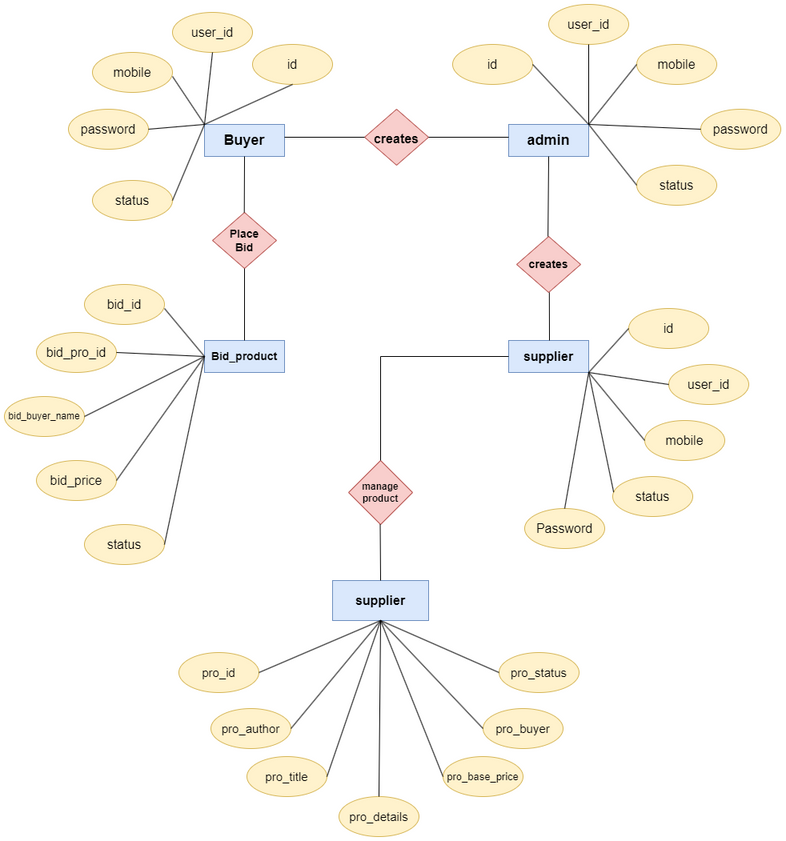 user_id
id
mobile
password
status
Buyer
creates
user_id
id
mobile
password
status
admin
Place
Bid
creates
bid_id
bid_pro_id
bid_buyer_name
bid_price
status
Bid_product
supplier
id
user_id
mobile
status
Password
manage
product
supplier
pro_id
pro_author
pro_title
pro_details
pro_base_price
pro_buyer
pro_status